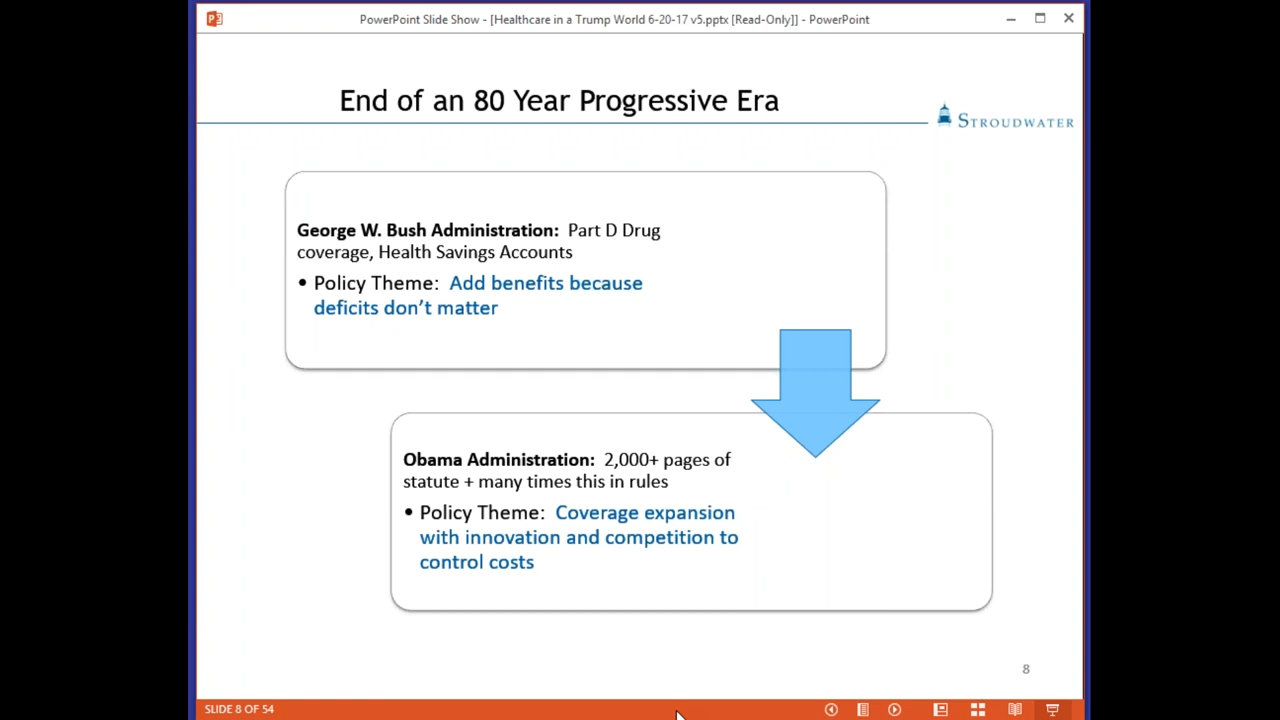 PowerPoint Slide Show - [Healthcare in a Trump World 6-20-17 v5.pptx [Read-Only]] - PowerPoint
End of an 80 Year Progressive Era
STROUDWATER
George W. Bush Administration: Part D Drug
coverage, Health Savings Accounts
• Policy Theme: Add benefits because
deficits don’t matter
Obama Administration: 2,000+ pages of
statute + many times this in rules
• Policy Theme: Coverage expansion
with innovation and competition to
control costs
8
SLIDE 8 OF 54